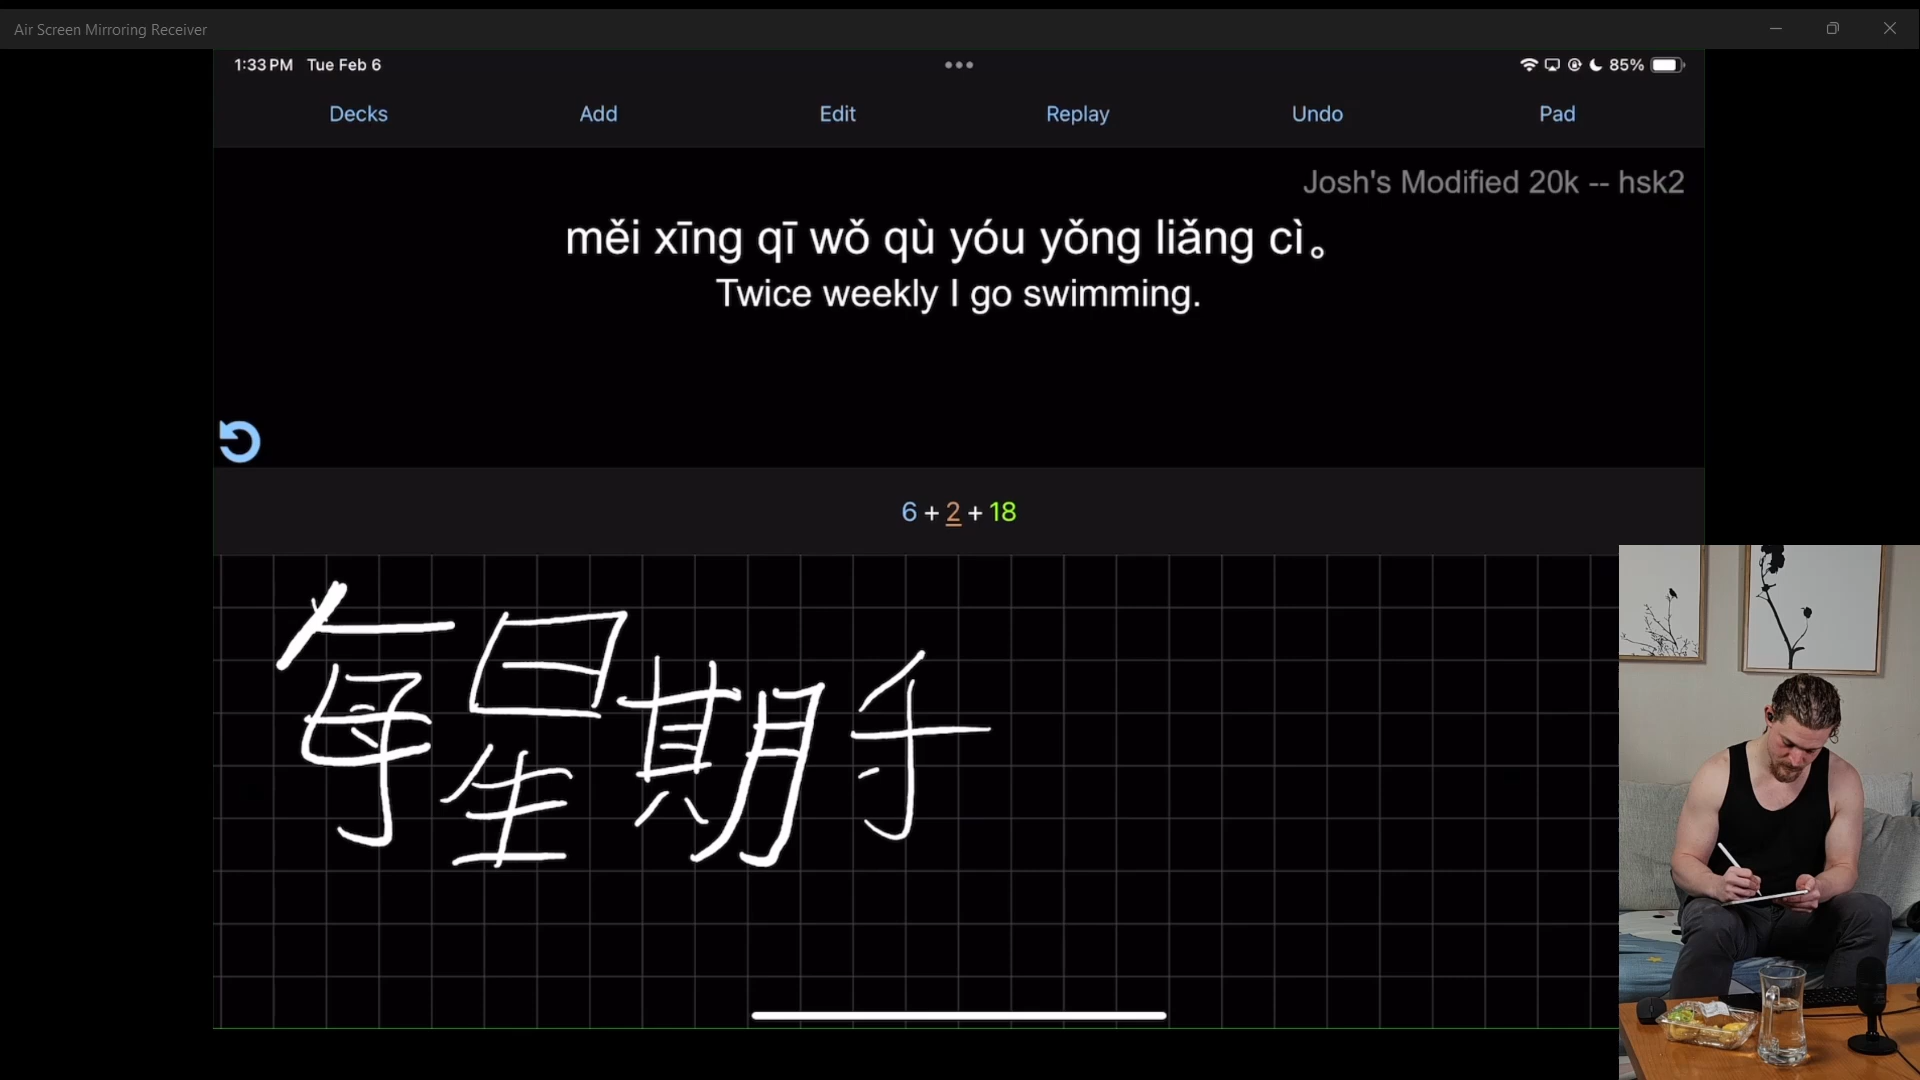 Air Screen Mirroring Receiver
1:33 PM Tue Feb 6
85%
Decks Add Edit Replay Undo Pad
Josh's Modified 20k -- hsk2
měi xīng qī wǒ qù yóu yǒng liǎng cì。
Twice weekly I go swimming.
6 + 2 + 18
每星期